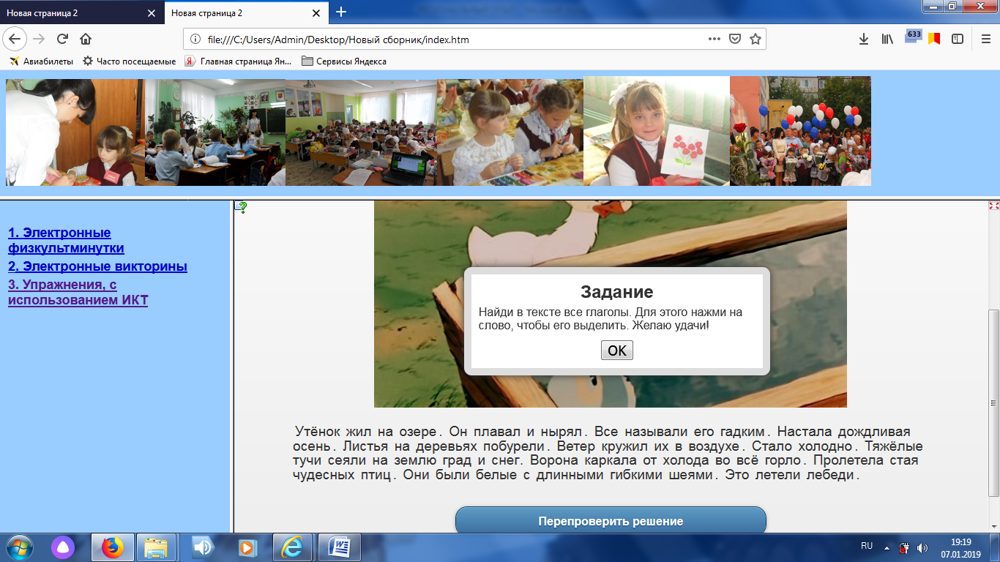 Новая страница 2
Новая страница 2
file:///C:/Users/Admin/Desktop/Новый сборник/index.htm
633
Авиабилеты
Часто посещаемые
Главная страница Ян...
Сервисы Яндекса
1. Электронные
физкультминутки
2. Электронные викторины
3. Упражнения, с
использованием ИКТ
Задание
Найди в тексте все глаголы. Для этого нажми на
слово, чтобы его выделить. Желаю удачи!
OK
Утёнок жил на озере. Он плавал и нырял. Все называли его гадким. Настала дождливая
осень. Листья на деревьях побурели. Ветер кружил их в воздухе. Стало холодно. Тяжёлые
тучи сеяли на землю град и снег. Ворона каркала от холода во всё горло. Пролетела стая
чудесных птиц. Они были белые с длинными гибкими шеями. Это летели лебеди.
Перепроверить решение
RU
19:19
07.01.2019